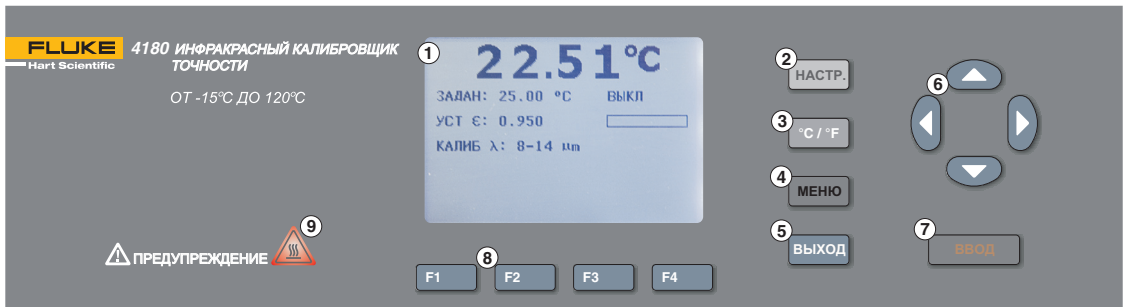 FLUKE
Hart Scientific
4180 ИНФРАКРАСНЫЙ КАЛИБРОВЩИК
ТОЧНОСТИ
ОТ -15°C ДО 120°C
⚠ ПРЕДУПРЕЖДЕНИЕ
9
1
22.51°C
ЗАДАН: 25.00 °C ВЫКЛ
УСТ Є: 0.950
КАЛИБ λ: 8-14 μm
8
F1 F2 F3 F4
2
НАСТР.
3
°C / °F
4
МЕНЮ
5
ВЫХОД
6
7
ВВОД